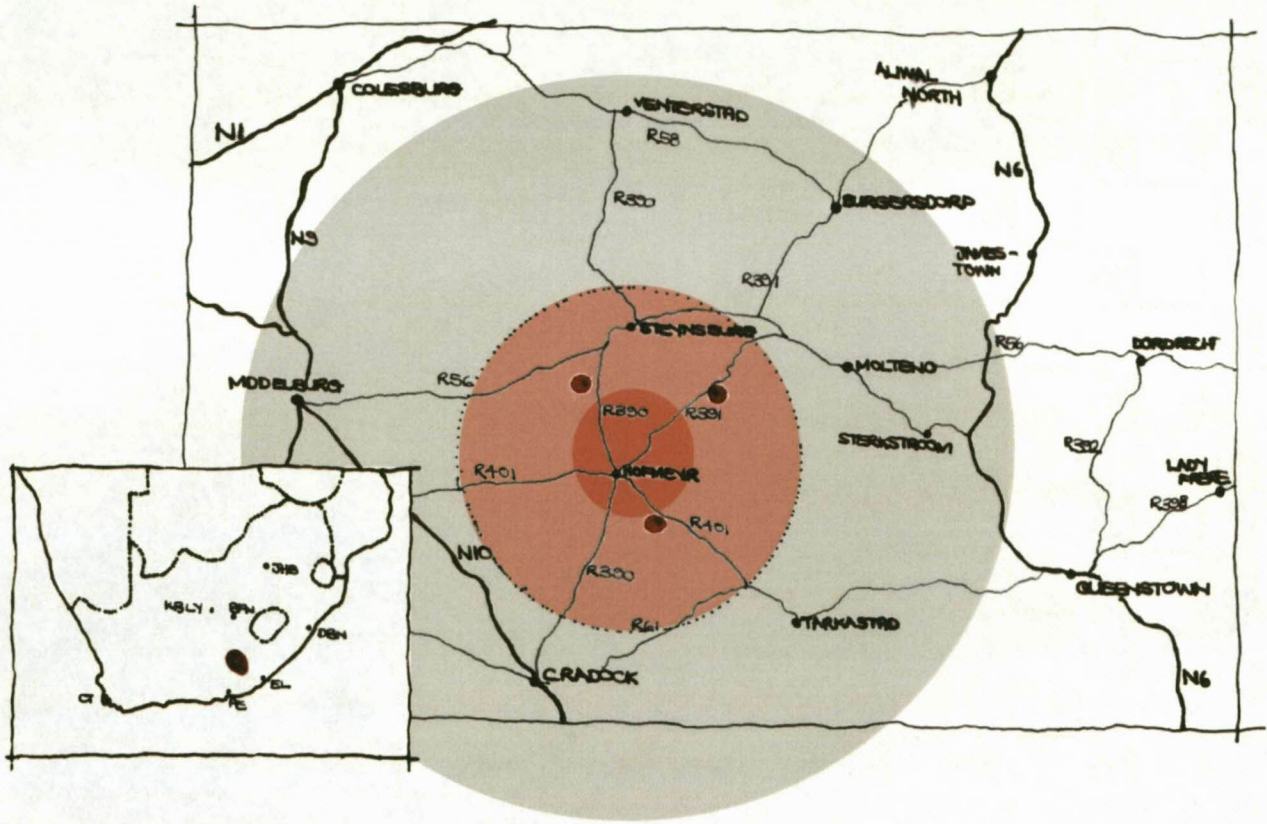 COLESBURG
N1
VENTERSTAD
R58
ALIWAL
NORTH
N6
R390
BURGERSDORP
N9
JAMES-
TOWN
R391
STEYNSBURG
R56
DORDRECHT
MOLTENO
MIDDELBURG
R56
R390
R391
STERKSTROOM
R392
LADY
FRERE
R401
HOFMEYR
R398
R401
N10
R390
QUEENSTOWN
R61
TARKASTAD
CRADOCK
N6
JHB
KBLY
BFN
DBN
CT
PE
EL